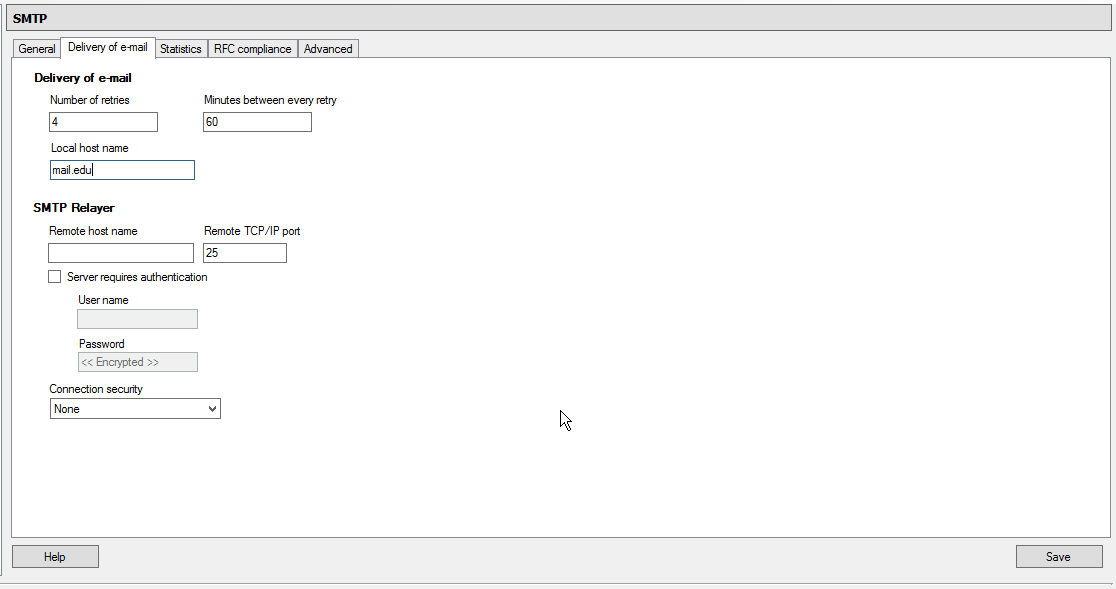 SMTP
General Delivery of e-mail Statistics RFC compliance Advanced
Delivery of e-mail
Number of retries Minutes between every retry
4 60
Local host name
mail.edu
SMTP Relayer
Remote host name Remote TCP/IP port
25
Server requires authentication
User name
Password
<< Encrypted >>
Connection security
None
Help Save